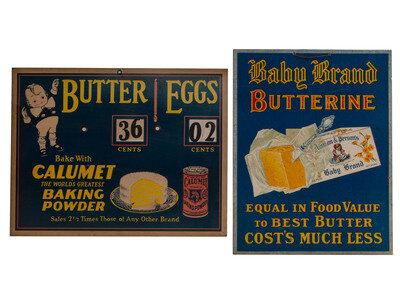 BUTTER EGGS
36 02
CENTS CENTS
Bake With
CALUMET
THE WORLDS GREATEST
BAKING
POWDER
Sales 2½ Times Those of Any Other Brand
CALUMET
Baby Brand
BUTTERINE
Baby Brand
EQUAL IN FOOD VALUE
TO BEST BUTTER
COST'S MUCH LESS